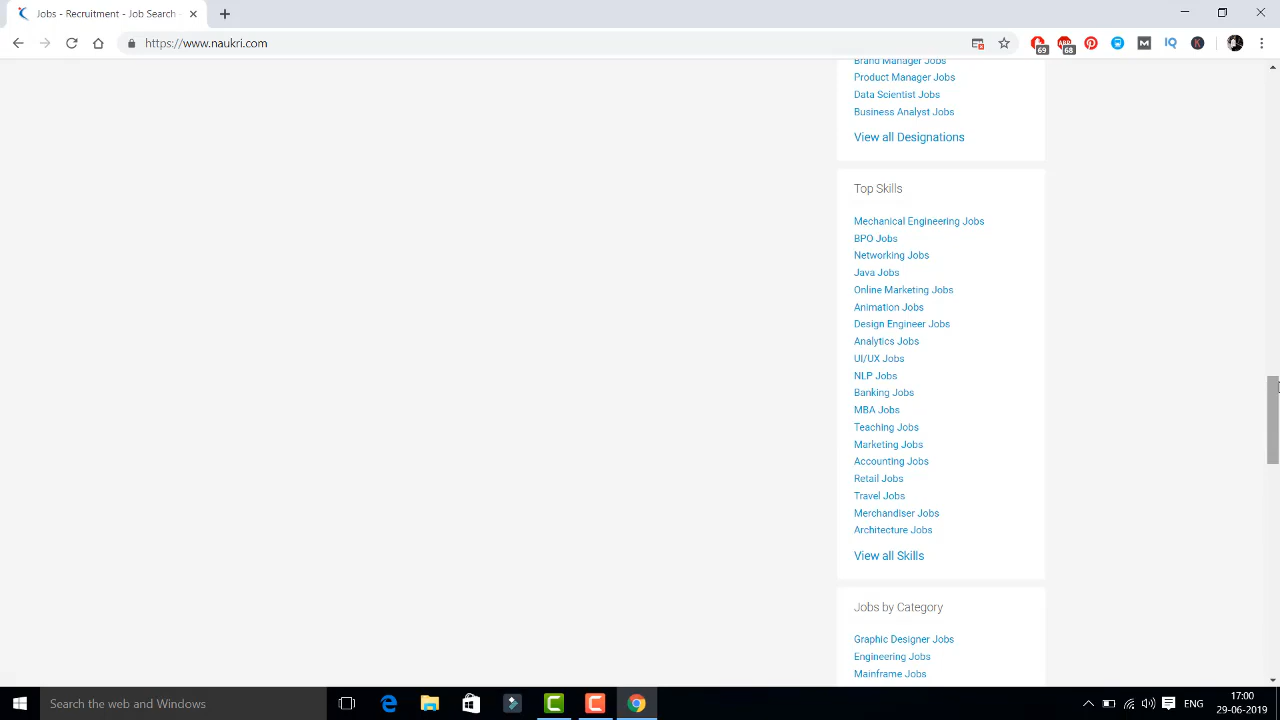 Jobs - Recruitment - Job Search
https://www.naukri.com
69
68
Brand Manager Jobs
Product Manager Jobs
Data Scientist Jobs
Business Analyst Jobs
View all Designations
Top Skills
Mechanical Engineering Jobs
BPO Jobs
Networking Jobs
Java Jobs
Online Marketing Jobs
Animation Jobs
Design Engineer Jobs
Analytics Jobs
UI/UX Jobs
NLP Jobs
Banking Jobs
MBA Jobs
Teaching Jobs
Marketing Jobs
Accounting Jobs
Retail Jobs
Travel Jobs
Merchandiser Jobs
Architecture Jobs
View all Skills
Jobs by Category
Graphic Designer Jobs
Engineering Jobs
Mainframe Jobs
Search the web and Windows
ENG
17:00
29-06-2019